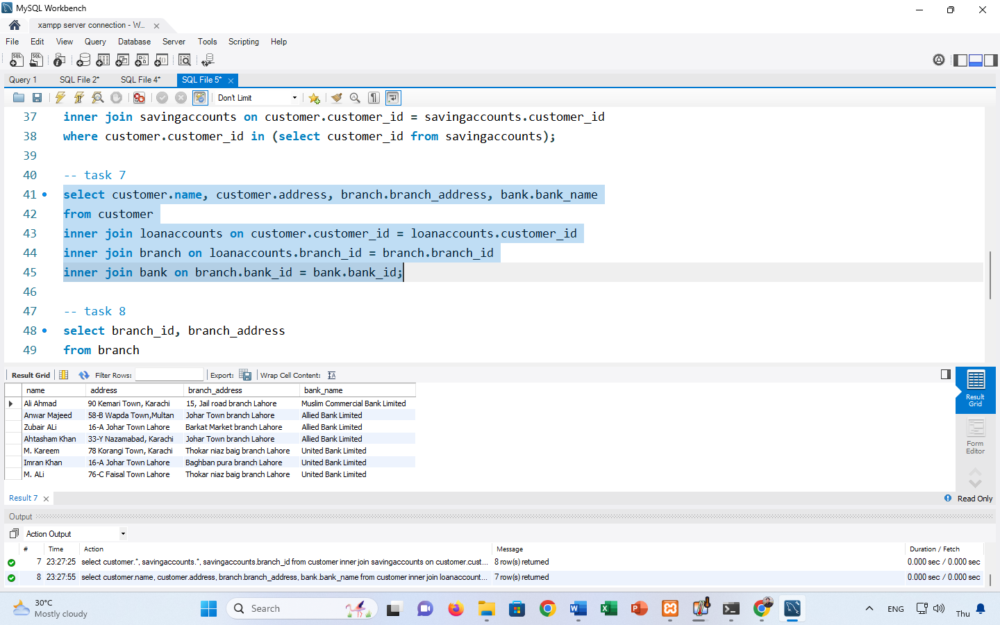 MySQL Workbench
xampp server connection - W...
File Edit View Query Database Server Tools Scripting Help
Query 1 SQL File 2* SQL File 4* SQL File 5*
Don't Limit
37 inner join savingaccounts on customer.customer_id = savingaccounts.customer_id
38 where customer.customer_id in (select customer_id from savingaccounts);
39
40 -- task 7
41 select customer.name, customer.address, branch.branch_address, bank.bank_name
42 from customer
43 inner join loanaccounts on customer.customer_id = loanaccounts.customer_id
44 inner join branch on loanaccounts.branch_id = branch.branch_id
45 inner join bank on branch.bank_id = bank.bank_id;
46
47 -- task 8
48 select branch_id, branch_address
49 from branch
Result Grid Filter Rows: Export: Wrap Cell Content:
name address branch_address bank_name
Ali Ahmad 90 Kemari Town, Karachi 15, Jail road branch Lahore Muslim Commercial Bank Limited
Anwar Majeed 58-B Wapda Town,Multan Johar Town branch Lahore Allied Bank Limited
Zubair ALi 16-A Johar Town Lahore Barkat Market branch Lahore Allied Bank Limited
Ahtasham Khan 33-Y Nazamabad, Karachi Johar Town branch Lahore Allied Bank Limited
M. Kareem 78 Korangi Town, Karachi Thokar niaz baig branch Lahore United Bank Limited
Imran Khan 16-A Johar Town Lahore Baghban pura branch Lahore United Bank Limited
M. ALi 76-C Faisal Town Lahore Thokar niaz baig branch Lahore United Bank Limited
Result
Grid
Form
Editor
Result 7 Read Only
Output
Action Output
# Time Action Message Duration / Fetch
7 23:27:25 select customer.*, savingaccounts.*, savingaccounts.branch_id from customer inner join savingaccounts on customer.cust... 8 row(s) returned 0.000 sec / 0.000 sec
8 23:27:55 select customer.name, customer.address, branch.branch_address, bank.bank_name from customer inner join loanaccount... 7 row(s) returned 0.000 sec / 0.000 sec
30°C
Mostly cloudy
Search
ENG
Thu